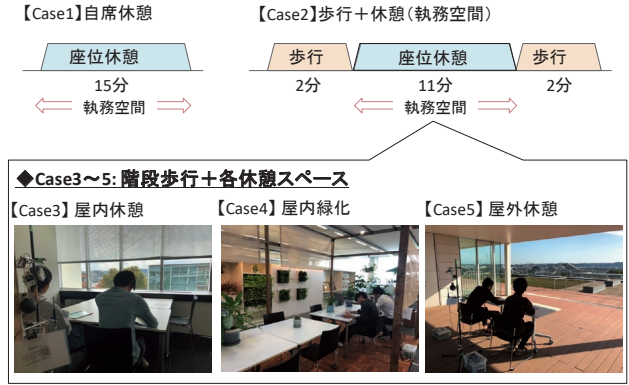 【Case1】自席休憩
【Case2】歩行＋休憩(執務空間)
座位休憩
歩行
座位休憩
歩行
15分
2分
11分
2分
執務空間
執務空間
◆Case3～5: 階段歩行＋各休憩スペース
【Case3】屋内休憩
【Case4】屋内緑化
【Case5】屋外休憩